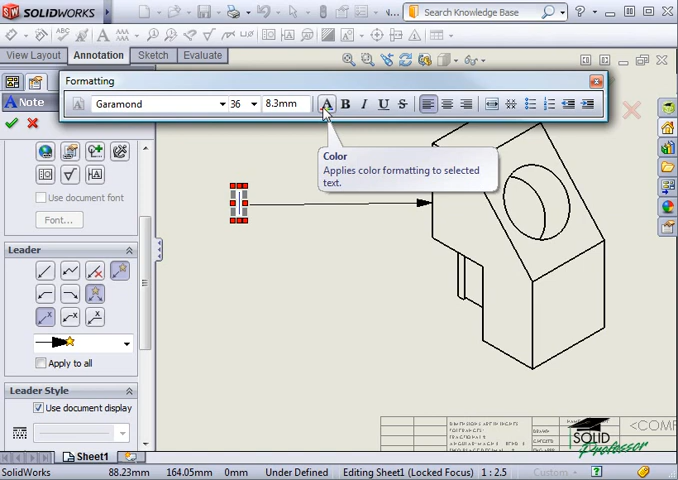 SOLIDWORKS
v...
Search Knowledge Base
View Layout
Annotation
Sketch
Evaluate
Formatting
Note
Garamond
36
8.3mm
Color
Applies color formatting to selected
text.
Use document font
Font...
Leader
Apply to all
Leader Style
Use document display
<COMP
SOLID
Professor
Sheet1
SolidWorks
88.23mm
164.05mm
0mm
Under Defined
Editing Sheet1 (Locked Focus)
1 : 2.5
Custom